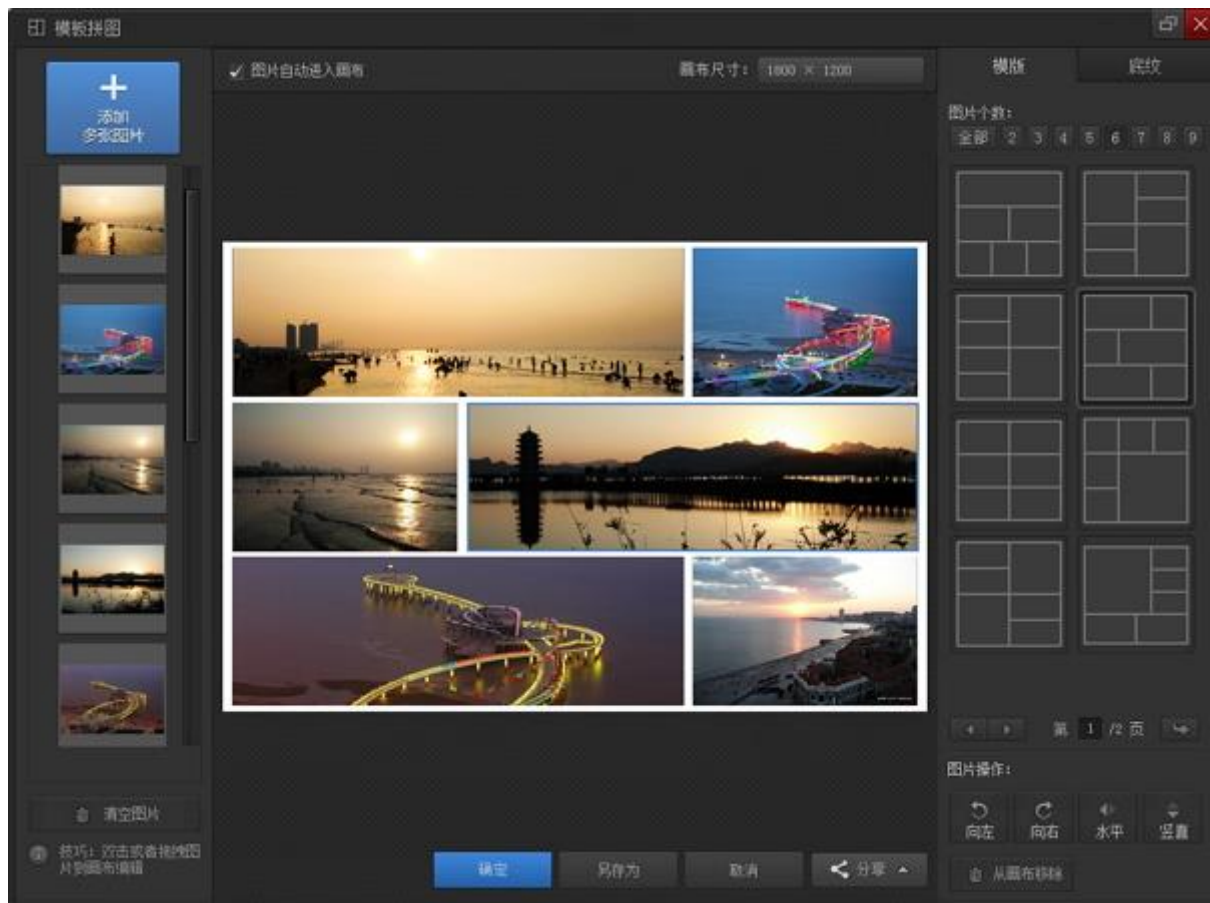 模板拼图
添加
多张图片
图片自动进入画布
画布尺寸: 1800 × 1200
模版
底纹
图片个数:
全部 2 3 4 5 6 7 8 9
第 1 /2 页
图片操作:
向左
向右
水平
竖直
从画布移除
清空图片
技巧: 双击或者拖拽图
片到画布编辑
确定
另存为
取消
分享